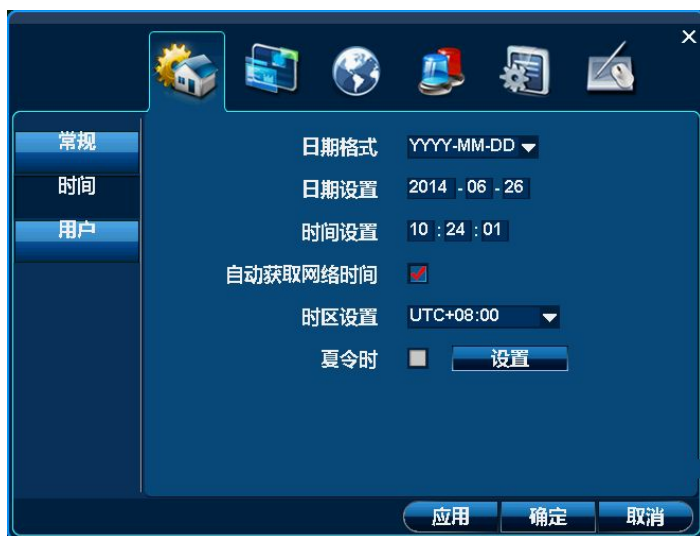 常规
时间
用户
日期格式 YYYY-MM-DD
日期设置 2014 - 06 - 26
时间设置 10 : 24 : 01
自动获取网络时间
时区设置 UTC+08:00
夏令时 设置
应用 确定 取消